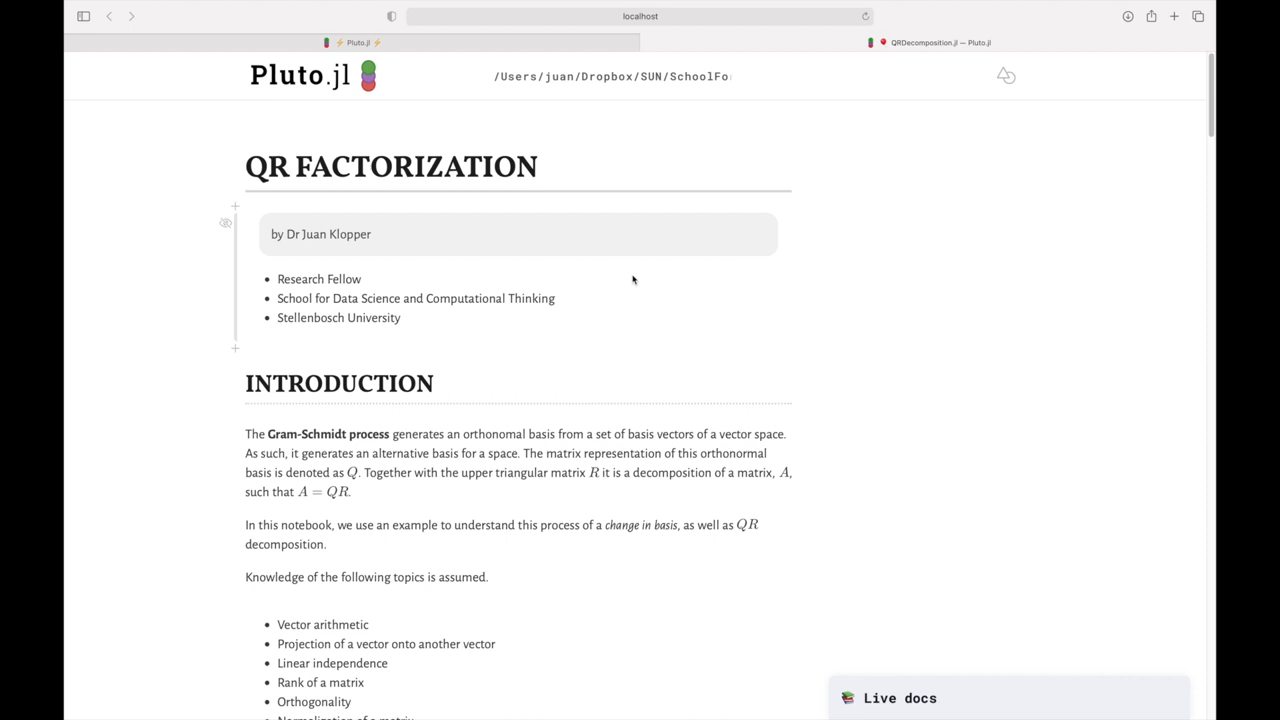 localhost
⚡ Pluto.jl ⚡
QRDecomposition.jl — Pluto.jl
Pluto.jl
/Users/juan/Dropbox/SUN/SchoolFo
QR FACTORIZATION
by Dr Juan Klopper
• Research Fellow
• School for Data Science and Computational Thinking
• Stellenbosch University
INTRODUCTION
The Gram-Schmidt process generates an orthonomal basis from a set of basis vectors of a vector space.
As such, it generates an alternative basis for a space. The matrix representation of this orthonormal
basis is denoted as Q. Together with the upper triangular matrix R it is a decomposition of a matrix, A,
such that A = QR.
In this notebook, we use an example to understand this process of a change in basis, as well as QR
decomposition.
Knowledge of the following topics is assumed.
• Vector arithmetic
• Projection of a vector onto another vector
• Linear independence
• Rank of a matrix
• Orthogonality
• Normalization of a matrix
Live docs